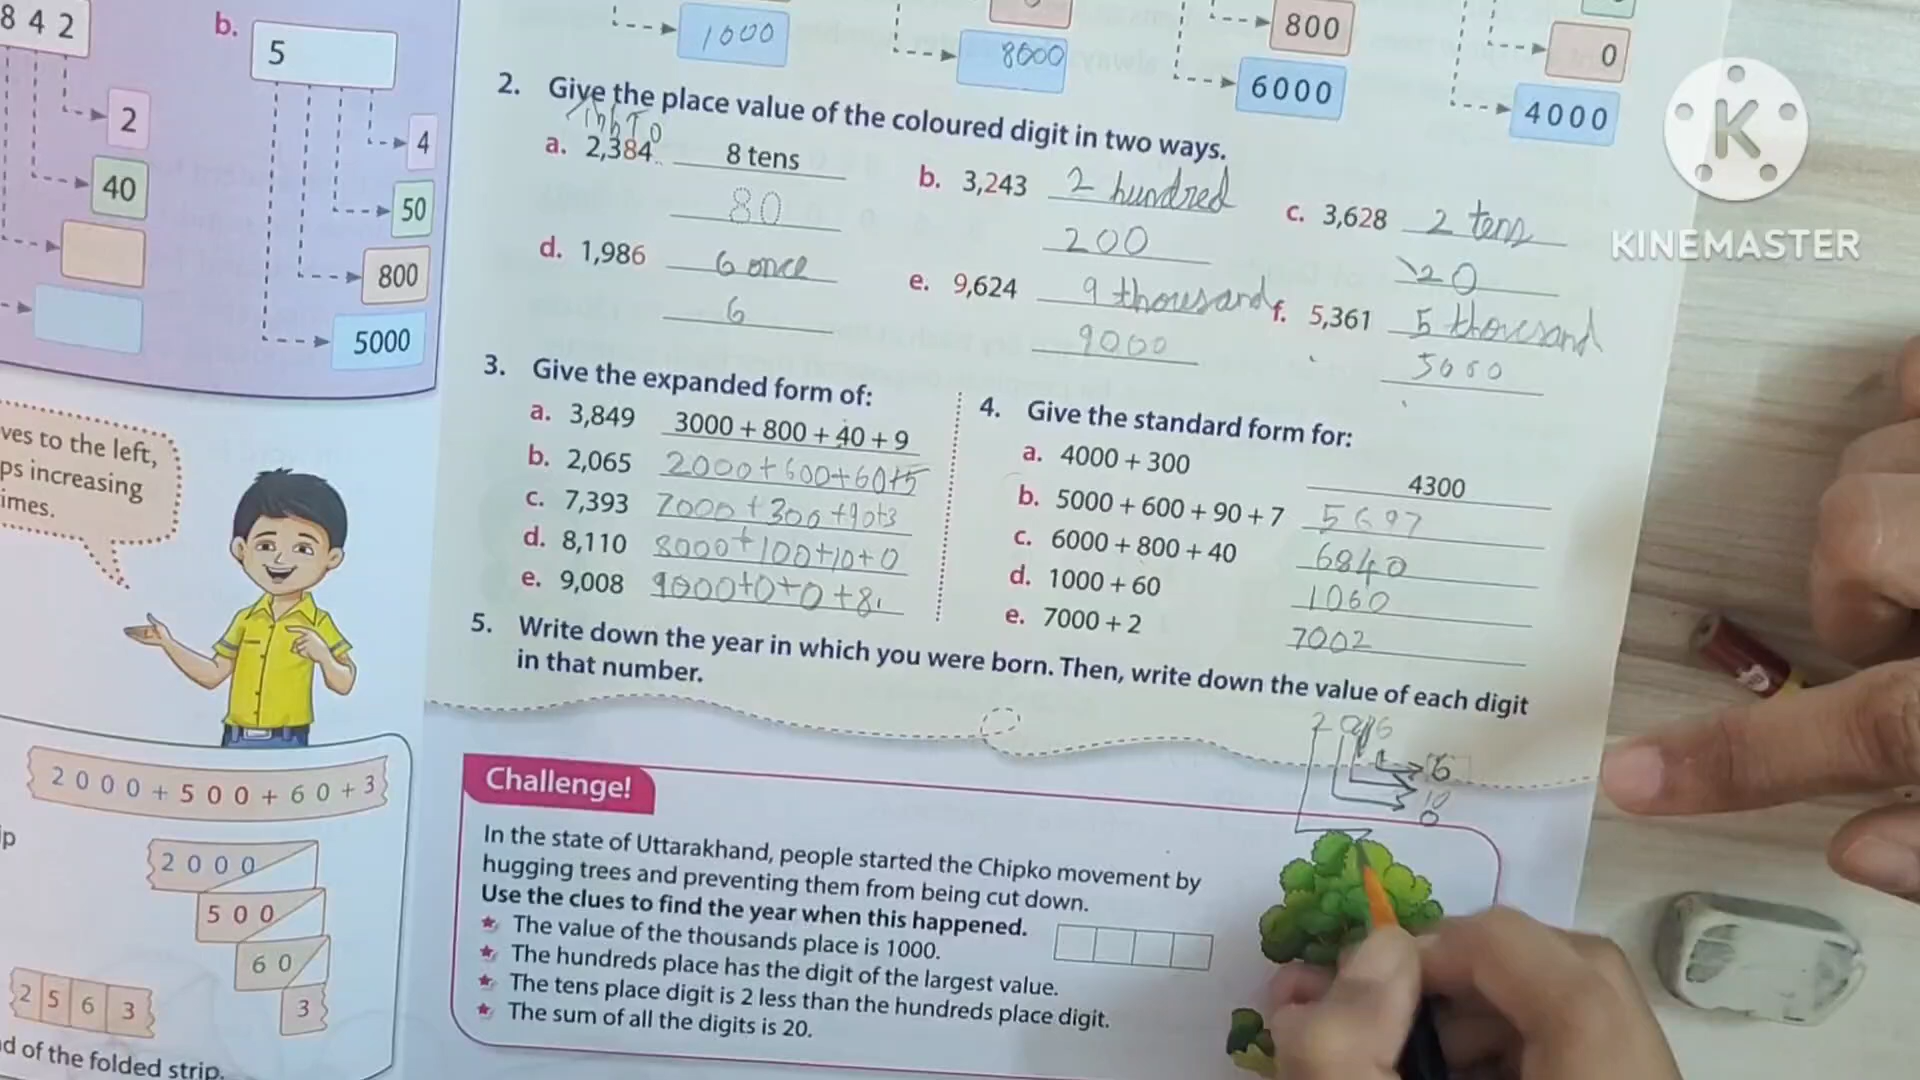 8 4 2
2
40
b.
5
4
50
800
5000
1000
8000
800
6000
0
4000
K
KINEMASTER
2. Give the place value of the coloured digit in two ways.
Th h T O
a. 2,384 8 tens
80
b. 3,243 2 hundred
200
c. 3,628 2 tens
20
d. 1,986 6 once
6
e. 9,624 9 thousand
9000
f. 5,361 5 thousand
5000
3. Give the expanded form of:
a. 3,849 3000 + 800 + 40 + 9
b. 2,065 2000+000+60+5
c. 7,393 7000+300+90+3
d. 8,110 8000+100+10+0
e. 9,008 9000+0+0+8
4. Give the standard form for:
a. 4000 + 300 4300
b. 5000 + 600 + 90 + 7 5697
c. 6000 + 800 + 40 6840
d. 1000 + 60 1060
e. 7000 + 2 7002
5. Write down the year in which you were born. Then, write down the value of each digit
in that number.
6
10
0
ves to the left,
ps increasing
imes.
2 0 0 0 + 5 0 0 + 6 0 + 3
2 0 0 0
5 0 0
6 0
3
2 5 6 3
d of the folded strip.
Challenge!
In the state of Uttarakhand, people started the Chipko movement by
hugging trees and preventing them from being cut down.
Use the clues to find the year when this happened.
The value of the thousands place is 1000.
The hundreds place has the digit of the largest value.
The tens place digit is 2 less than the hundreds place digit.
The sum of all the digits is 20.